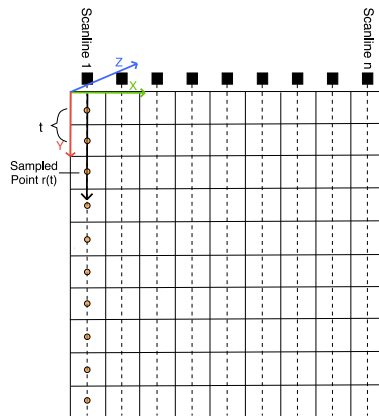 Scanline 1
Scanline n
Z
X
t
Y
Sampled
Point r(t)